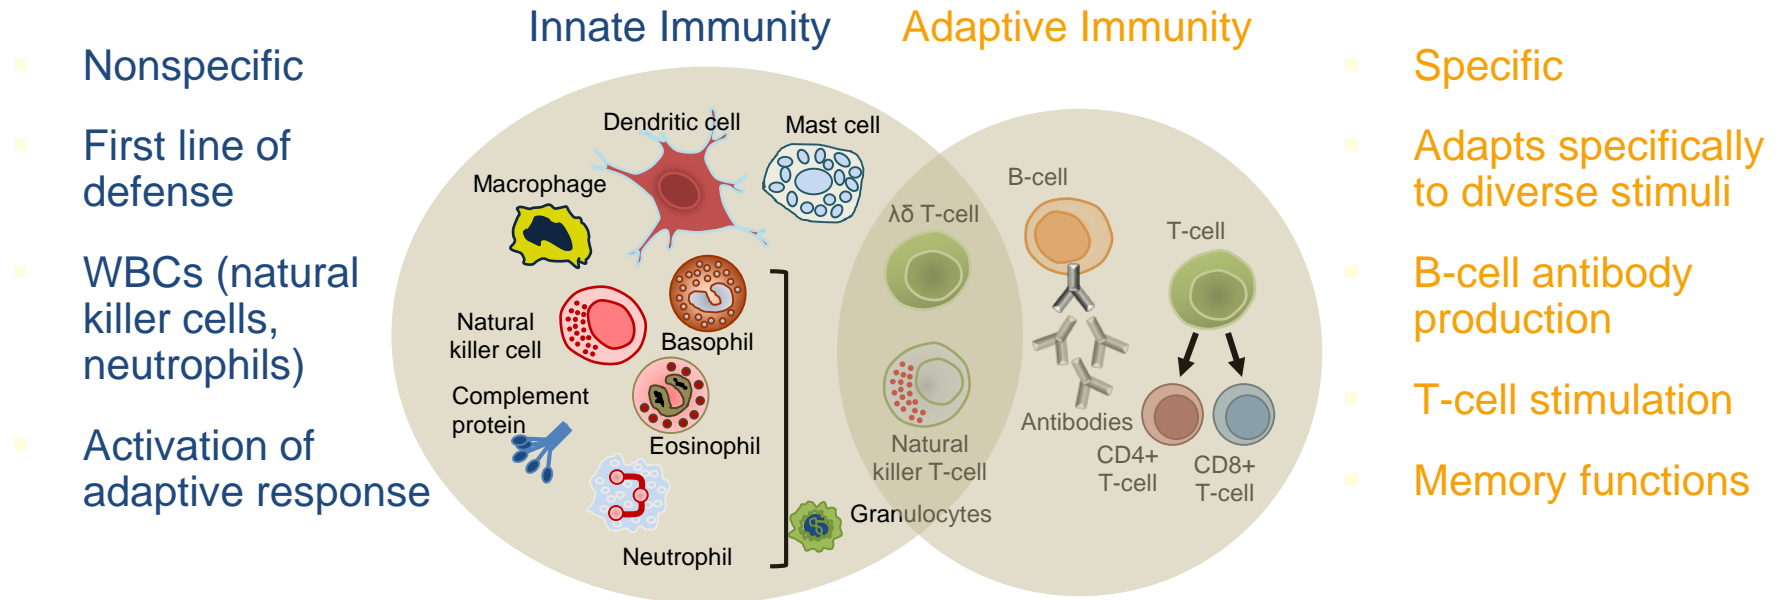 Innate Immunity
Adaptive Immunity
Nonspecific
First line of
defense
WBCs (natural
killer cells,
neutrophils)
Activation of
adaptive response
Dendritic cell
Mast cell
Macrophage
Natural
killer cell
Basophil
Complement
protein
Eosinophil
Neutrophil
Granulocytes
λδ T-cell
Natural
killer T-cell
B-cell
T-cell
Antibodies
CD4+
T-cell
CD8+
T-cell
Specific
Adapts specifically
to diverse stimuli
B-cell antibody
production
T-cell stimulation
Memory functions